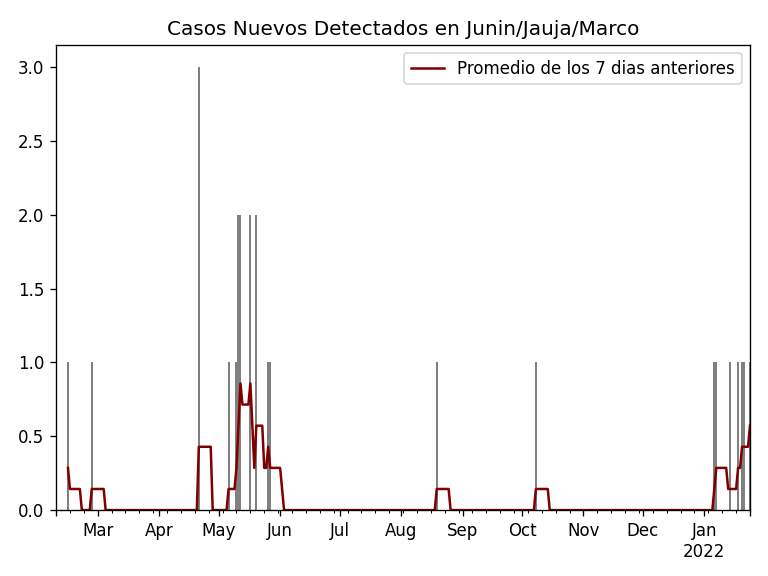 Casos Nuevos Detectados en Junin/Jauja/Marco
Promedio de los 7 dias anteriores
3.0
2.5
2.0
1.5
1.0
0.5
0.0
Mar Apr May Jun Jul Aug Sep Oct Nov Dec Jan
2022